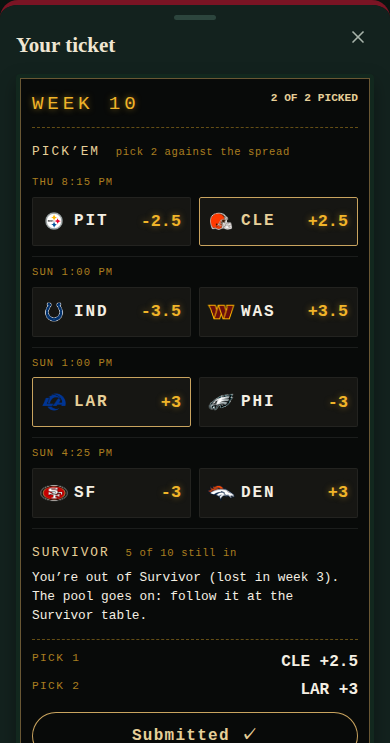 Your ticket
WEEK 10
2 OF 2 PICKED
PICK’EM pick 2 against the spread
THU 8:15 PM
PIT -2.5 CLE +2.5
SUN 1:00 PM
IND -3.5 WAS +3.5
SUN 1:00 PM
LAR +3 PHI -3
SUN 4:25 PM
SF -3 DEN +3
SURVIVOR 5 of 10 still in
You’re out of Survivor (lost in week 3).
The pool goes on: follow it at the
Survivor table.
PICK 1 CLE +2.5
PICK 2 LAR +3
Submitted ✓